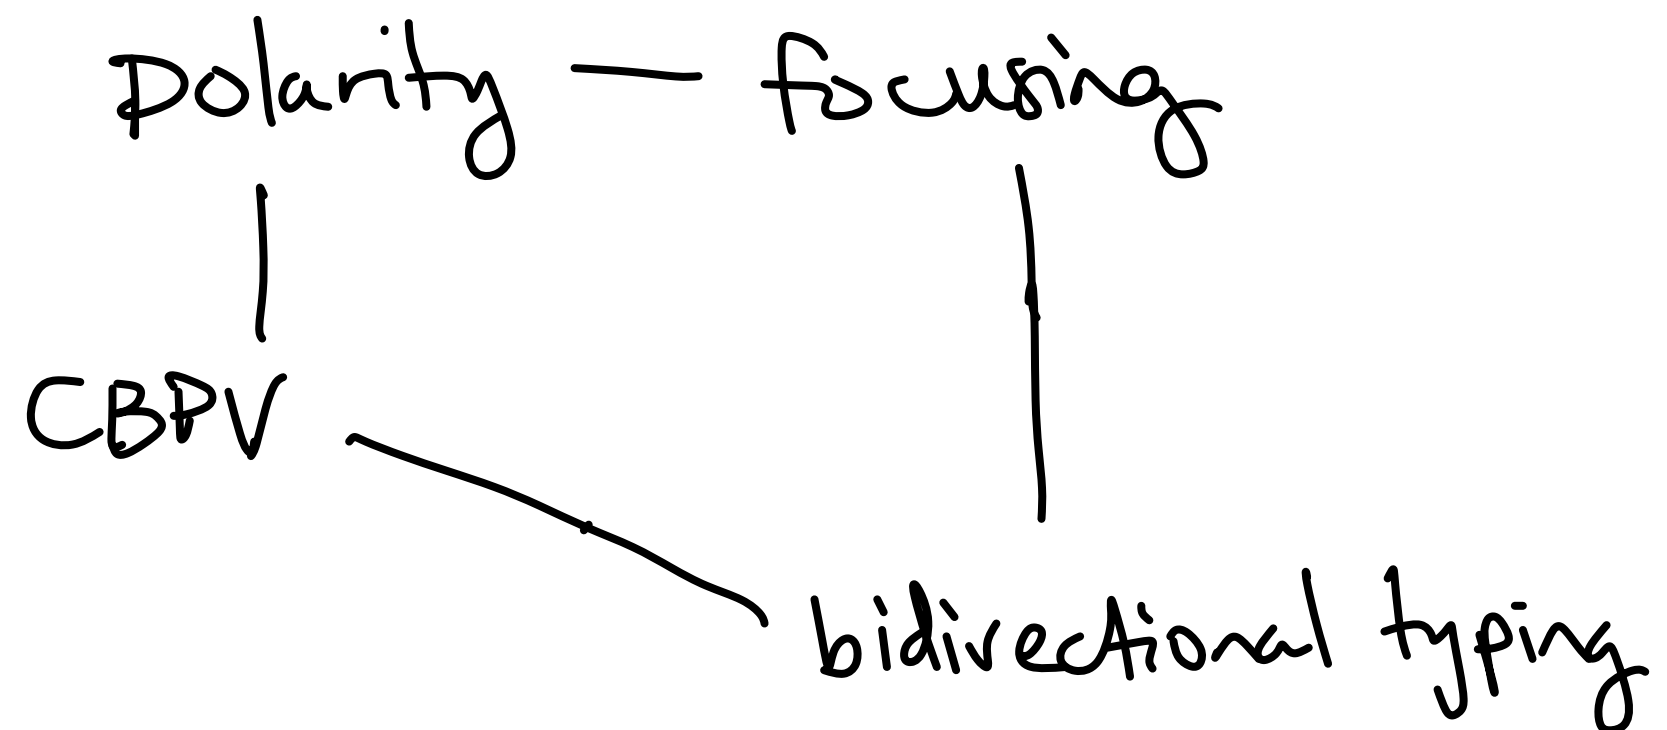 Polarity — focusing
CBPV
bidirectional typing